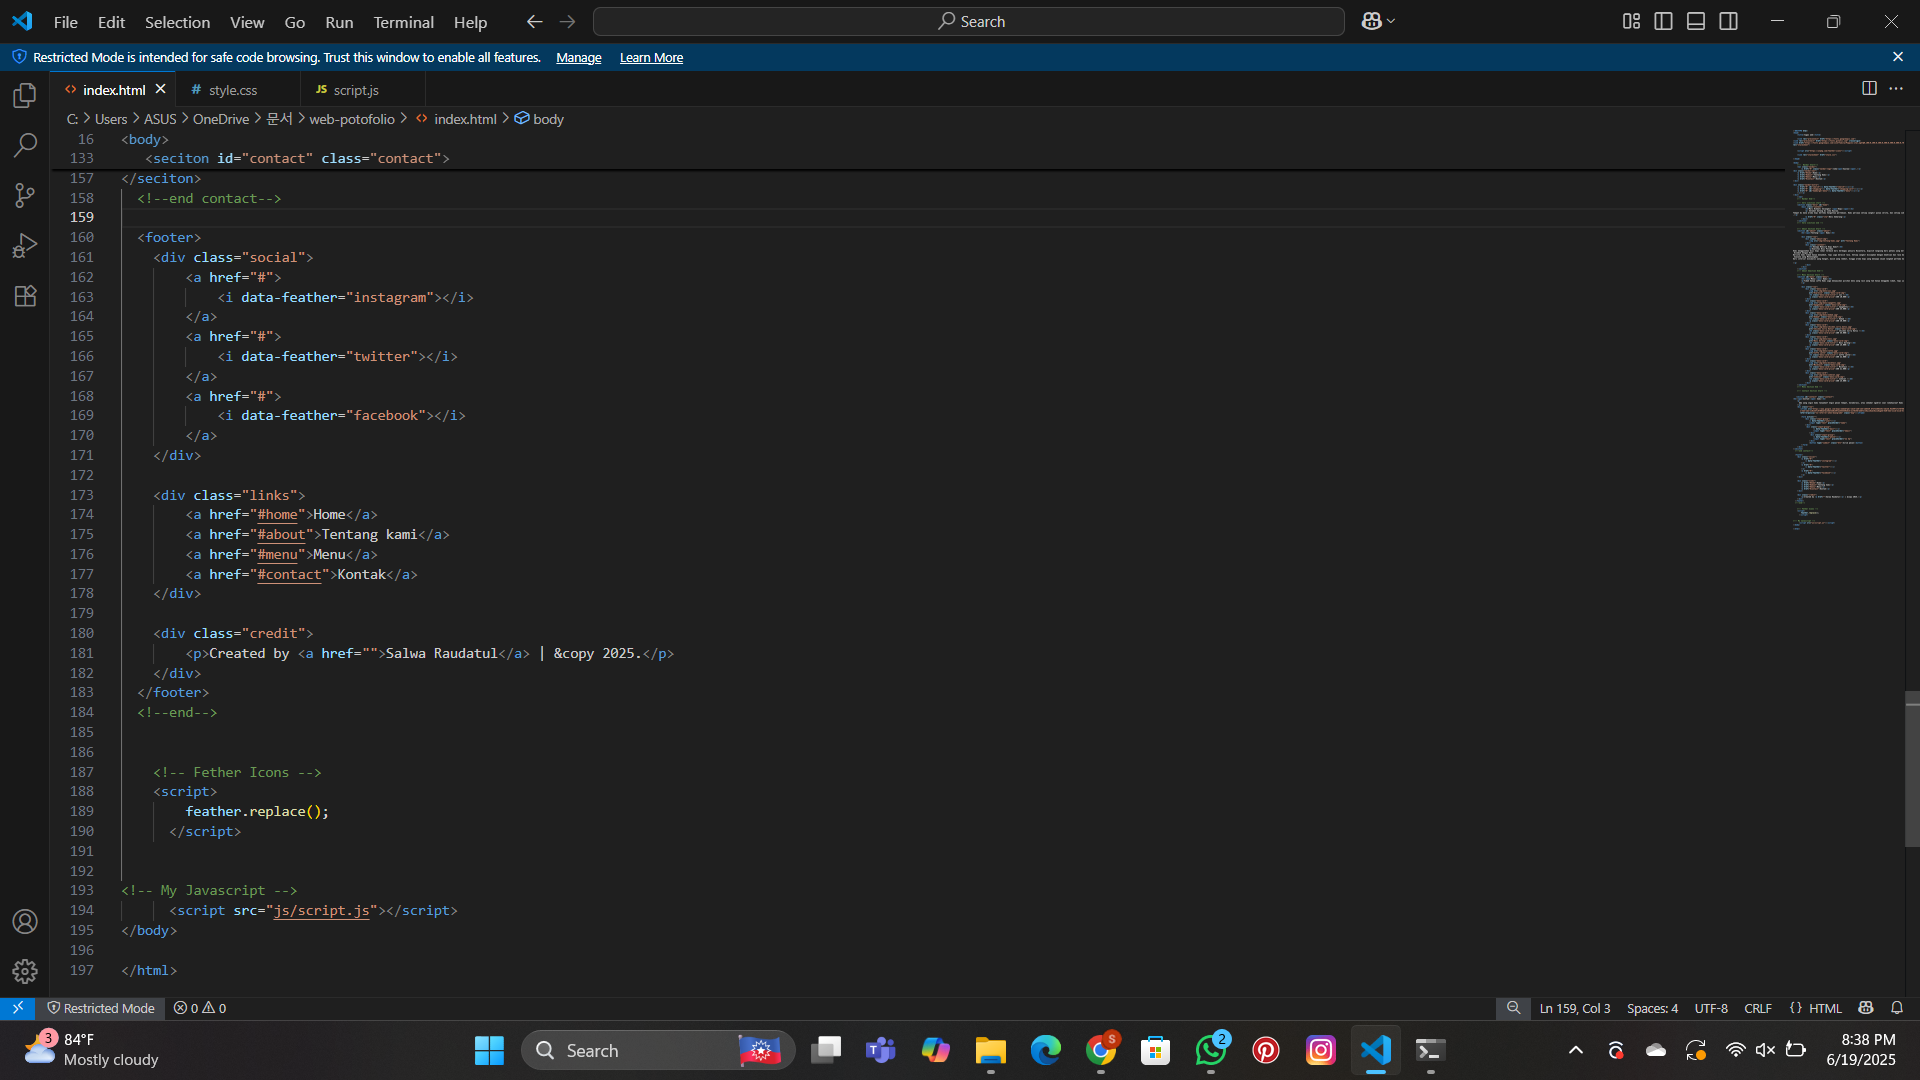 File Edit Selection View Go Run Terminal Help Search
Restricted Mode is intended for safe code browsing. Trust this window to enable all features. Manage Learn More
index.html style.css script.js
C: > Users > ASUS > OneDrive > 문서 > web-potofolio > index.html > body
16 <body>
133 <seciton id="contact" class="contact">
157 </seciton>
158 <!--end contact-->
159
160 <footer>
161 <div class="social">
162 <a href="#">
163 <i data-feather="instagram"></i>
164 </a>
165 <a href="#">
166 <i data-feather="twitter"></i>
167 </a>
168 <a href="#">
169 <i data-feather="facebook"></i>
170 </a>
171 </div>
172
173 <div class="links">
174 <a href="#home">Home</a>
175 <a href="#about">Tentang kami</a>
176 <a href="#menu">Menu</a>
177 <a href="#contact">Kontak</a>
178 </div>
179
180 <div class="credit">
181 <p>Created by <a href="">Salwa Raudatul</a> | &copy 2025.</p>
182 </div>
183 </footer>
184 <!--end-->
185
186
187 <!-- Fether Icons -->
188 <script>
189 feather.replace();
190 </script>
191
192
193 <!-- My Javascript -->
194 <script src="js/script.js"></script>
195 </body>
196
197 </html>
Restricted Mode 0 0 Ln 159, Col 3 Spaces: 4 UTF-8 CRLF {} HTML
3 84°F
Mostly cloudy
Search
S
2
8:38 PM
6/19/2025